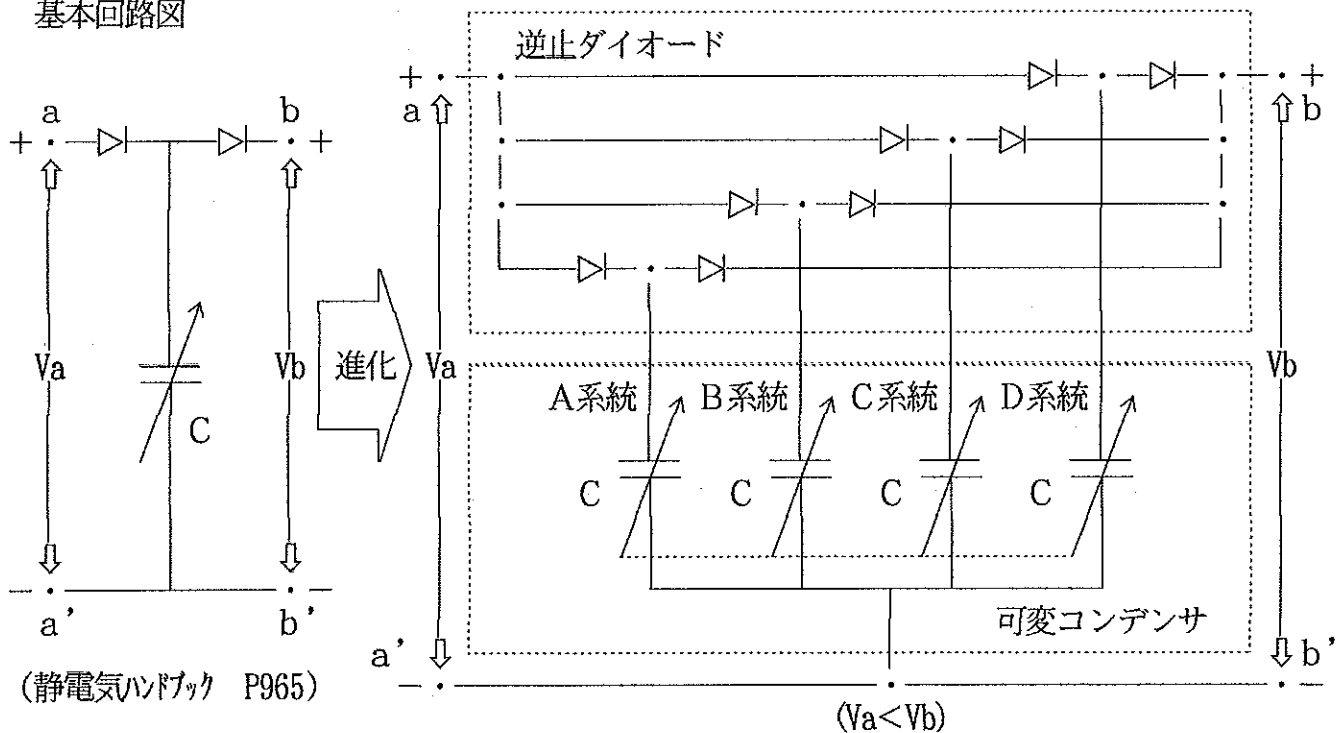 基本回路図
逆止ダイオード
+ a
b +
+ a
+ b
Va
Vb
C
進化
Va
Vb
A系統 B系統 C系統 D系統
C C C C
可変コンデンサ
− a’
− b’
− a’
− b’
(静電気ハンドブック P965)
(Va<Vb)